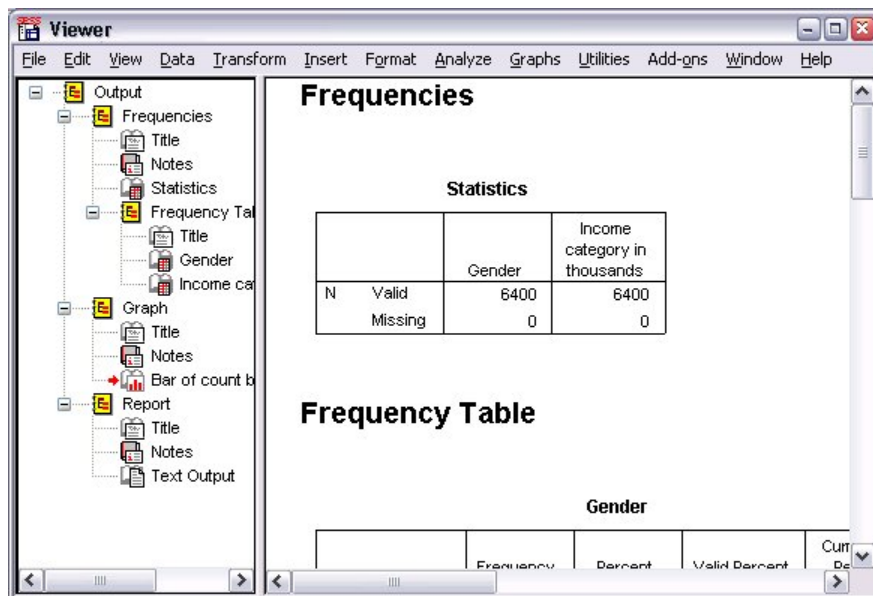 Viewer
File Edit View Data Transform Insert Format Analyze Graphs Utilities Add-ons Window Help
Output
Frequencies
Title
Notes
Statistics
Frequency Tal
Title
Gender
Income ca
Graph
Title
Notes
Bar of count b
Report
Title
Notes
Text Output
Frequencies
Statistics
Gender Income category in thousands
N Valid 6400 6400
Missing 0 0
Frequency Table
Gender
Frequency Percent Valid Percent